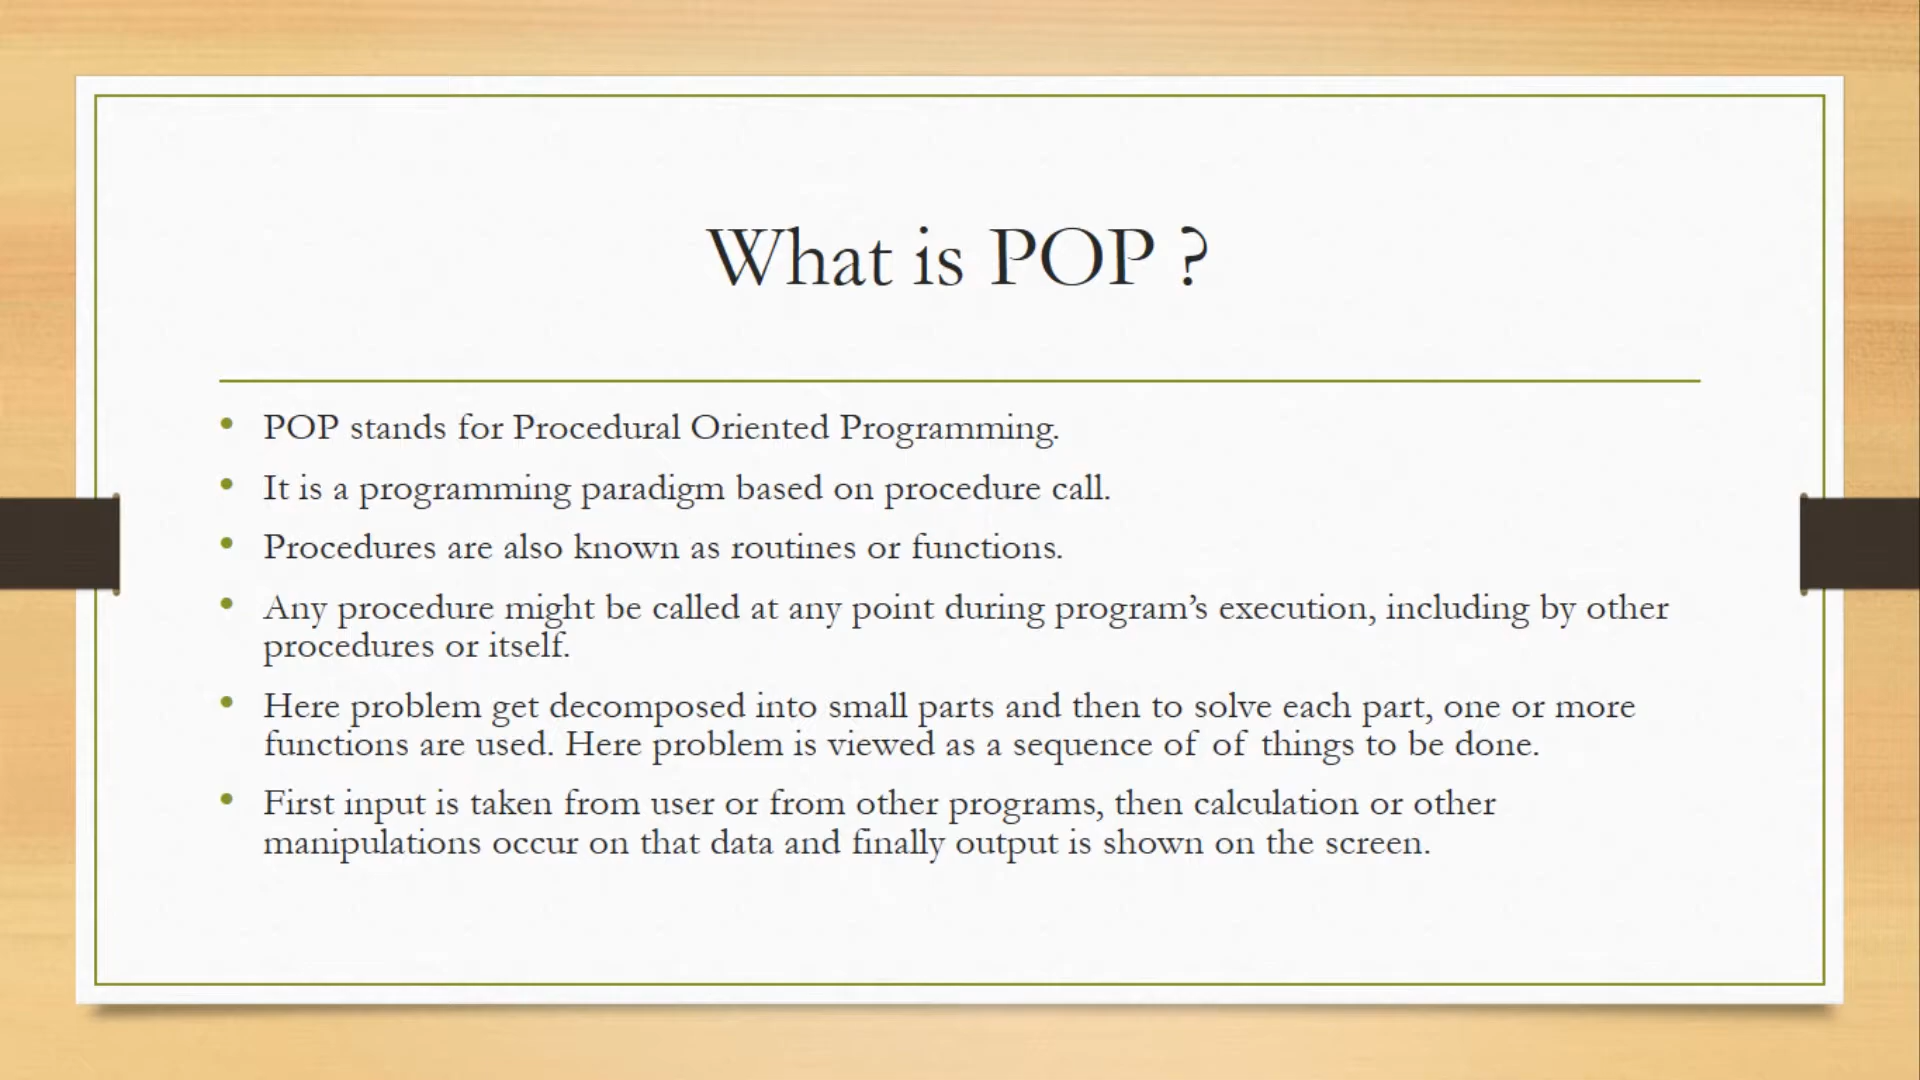 What is POP ?
• POP stands for Procedural Oriented Programming.
• It is a programming paradigm based on procedure call.
• Procedures are also known as routines or functions.
• Any procedure might be called at any point during program’s execution, including by other
procedures or itself.
• Here problem get decomposed into small parts and then to solve each part, one or more
functions are used. Here problem is viewed as a sequence of of things to be done.
• First input is taken from user or from other programs, then calculation or other
manipulations occur on that data and finally output is shown on the screen.